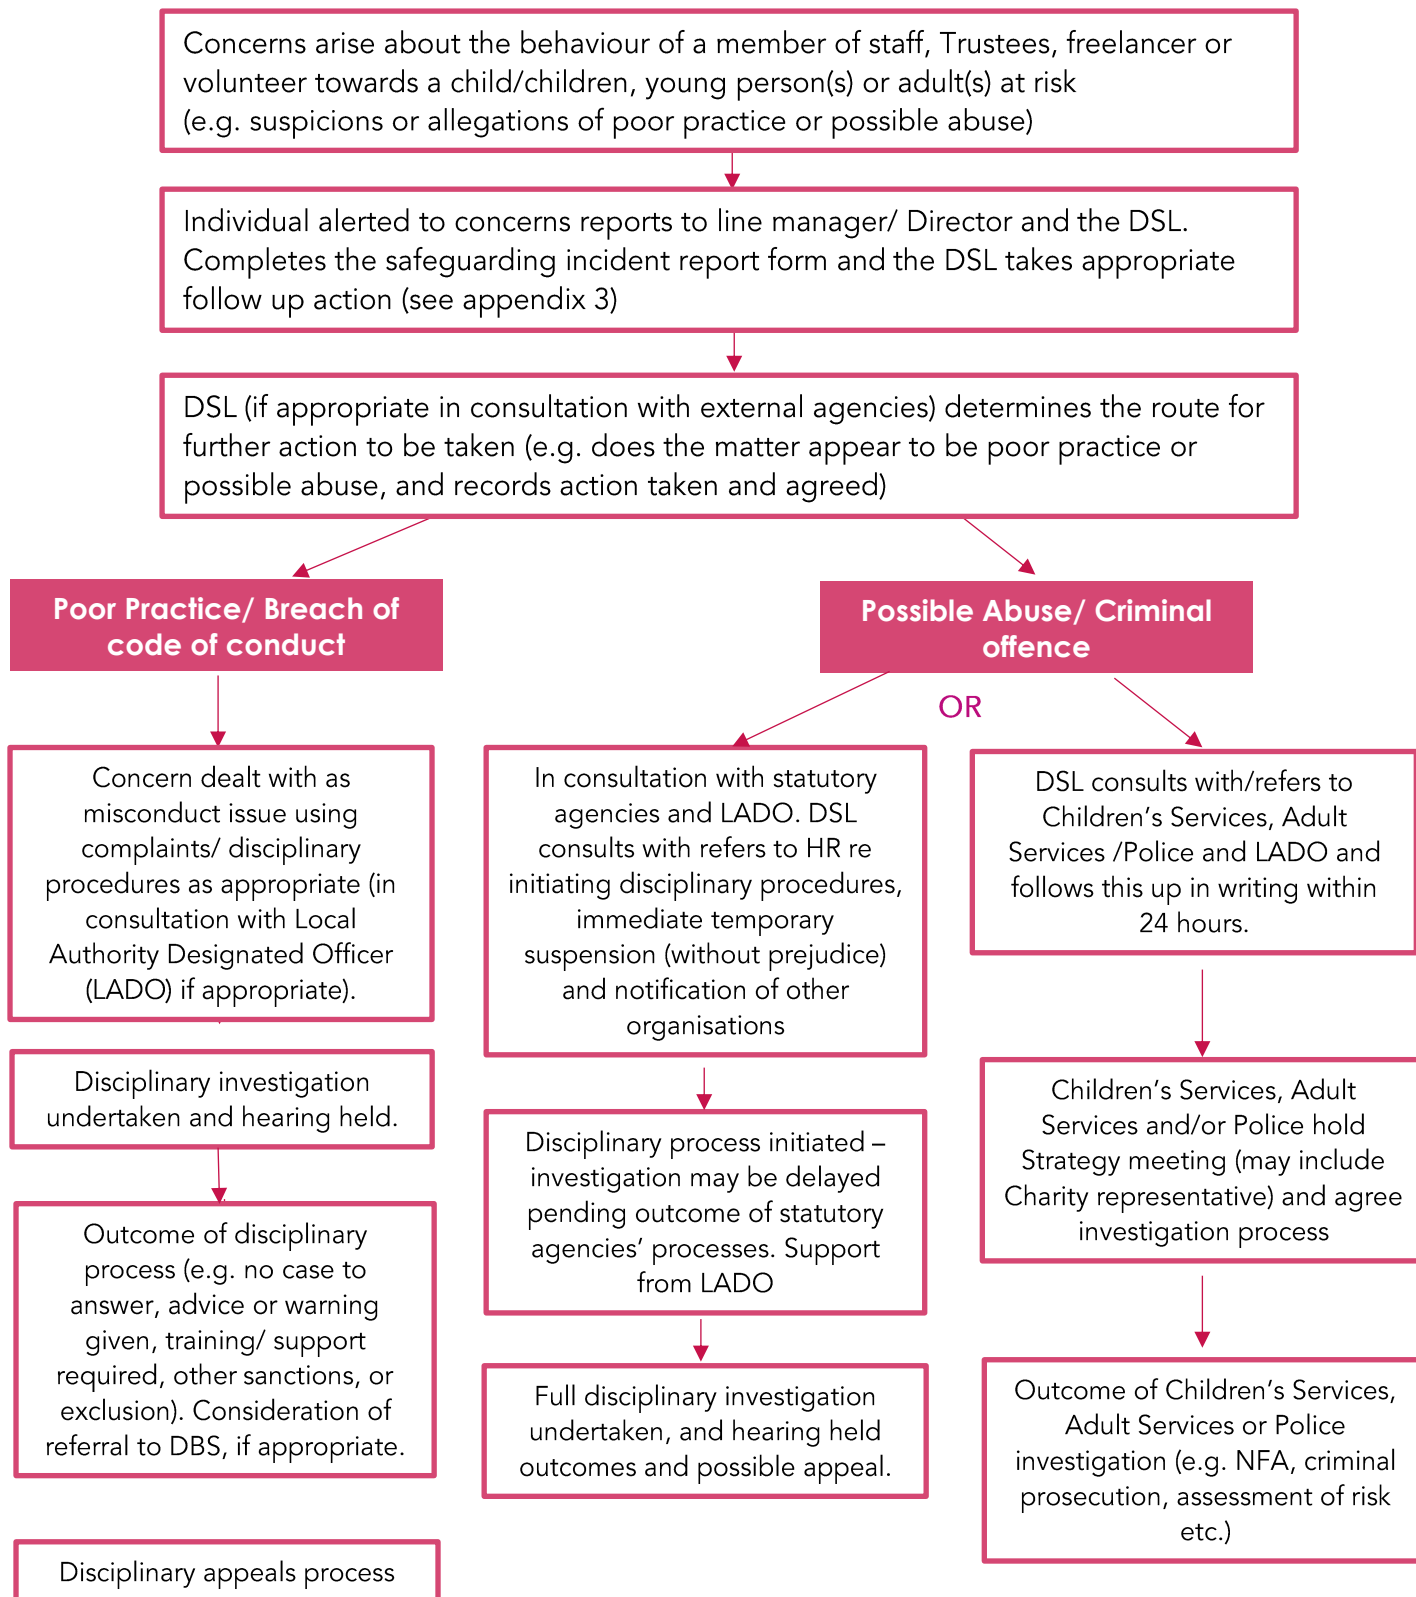 Concerns arise about the behaviour of a member of staff, Trustees, freelancer or
volunteer towards a child/children, young person(s) or adult(s) at risk
(e.g. suspicions or allegations of poor practice or possible abuse)
Individual alerted to concerns reports to line manager/ Director and the DSL.
Completes the safeguarding incident report form and the DSL takes appropriate
follow up action (see appendix 3)
DSL (if appropriate in consultation with external agencies) determines the route for
further action to be taken (e.g. does the matter appear to be poor practice or
possible abuse, and records action taken and agreed)
Poor Practice/ Breach of
code of conduct
Concern dealt with as
misconduct issue using
complaints/ disciplinary
procedures as appropriate (in
consultation with Local
Authority Designated Officer
(LADO) if appropriate).
Disciplinary investigation
undertaken and hearing held.
Outcome of disciplinary
process (e.g. no case to
answer, advice or warning
given, training/ support
required, other sanctions, or
exclusion). Consideration of
referral to DBS, if appropriate.
Disciplinary appeals process
Possible Abuse/ Criminal
offence
OR
In consultation with statutory
agencies and LADO. DSL
consults with refers to HR re
initiating disciplinary procedures,
immediate temporary
suspension (without prejudice)
and notification of other
organisations
Disciplinary process initiated –
investigation may be delayed
pending outcome of statutory
agencies’ processes. Support
from LADO
Full disciplinary investigation
undertaken, and hearing held
outcomes and possible appeal.
DSL consults with/refers to
Children’s Services, Adult
Services /Police and LADO and
follows this up in writing within
24 hours.
Children’s Services, Adult
Services and/or Police hold
Strategy meeting (may include
Charity representative) and agree
investigation process
Outcome of Children’s Services,
Adult Services or Police
investigation (e.g. NFA, criminal
prosecution, assessment of risk
etc.)